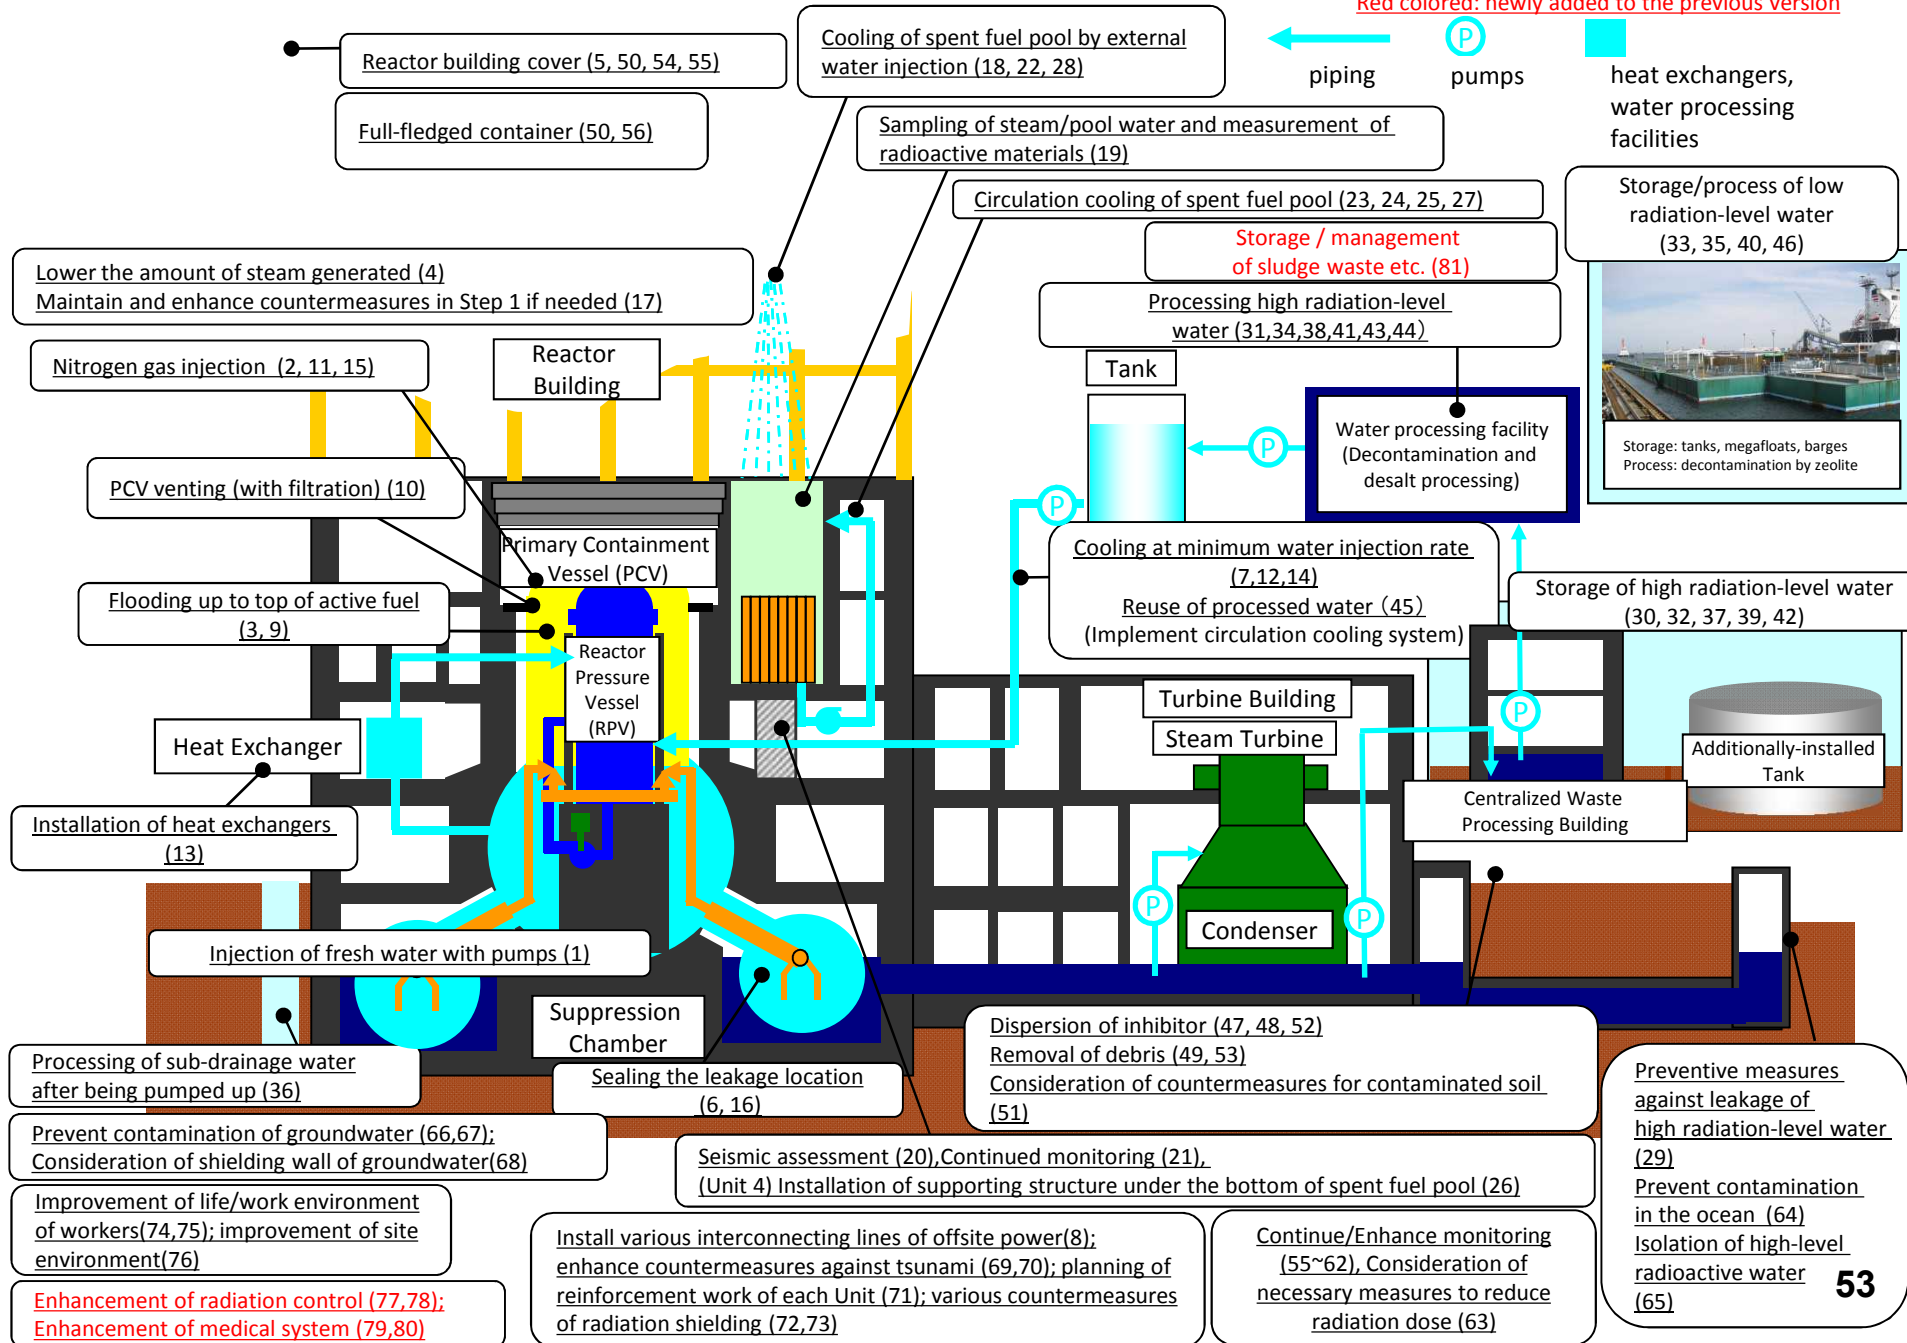 Red colored: newly added to the previous version
Reactor building cover (5, 50, 54, 55)
Cooling of spent fuel pool by external
water injection (18, 22, 28)
P
piping
pumps
heat exchangers,
water processing
facilities
Full-fledged container (50, 56)
Sampling of steam/pool water and measurement of
radioactive materials (19)
Circulation cooling of spent fuel pool (23, 24, 25, 27)
Storage/process of low
radiation-level water
(33, 35, 40, 46)
Storage / management
of sludge waste etc. (81)
Lower the amount of steam generated (4)
Maintain and enhance countermeasures in Step 1 if needed (17)
Processing high radiation-level
water (31,34,38,41,43,44）
Nitrogen gas injection (2, 11, 15)
Reactor
Building
Tank
P
Water processing facility
(Decontamination and
desalt processing)
Storage: tanks, megafloats, barges
Process: decontamination by zeolite
PCV venting (with filtration) (10)
P
Primary Containment
Vessel (PCV)
Cooling at minimum water injection rate
(7,12,14)
Reuse of processed water （45）
(Implement circulation cooling system)
Storage of high radiation-level water
(30, 32, 37, 39, 42)
Flooding up to top of active fuel
(3, 9)
Reactor
Pressure
Vessel
(RPV)
Turbine Building
Steam Turbine
P
Heat Exchanger
Additionally-installed
Tank
Centralized Waste
Processing Building
Installation of heat exchangers
(13)
P
P
Condenser
Injection of fresh water with pumps (1)
Suppression
Chamber
Dispersion of inhibitor (47, 48, 52)
Removal of debris (49, 53)
Consideration of countermeasures for contaminated soil
(51)
Processing of sub-drainage water
after being pumped up (36)
Sealing the leakage location
(6, 16)
Preventive measures
against leakage of
high radiation-level water
(29)
Prevent contamination
in the ocean (64)
Isolation of high-level
radioactive water
(65)
Prevent contamination of groundwater (66,67);
Consideration of shielding wall of groundwater(68)
Seismic assessment (20),Continued monitoring (21),
(Unit 4) Installation of supporting structure under the bottom of spent fuel pool (26)
Improvement of life/work environment
of workers(74,75); improvement of site
environment(76)
Install various interconnecting lines of offsite power(8);
enhance countermeasures against tsunami (69,70); planning of
reinforcement work of each Unit (71); various countermeasures
of radiation shielding (72,73)
Continue/Enhance monitoring
(55~62), Consideration of
necessary measures to reduce
radiation dose (63)
Enhancement of radiation control (77,78);
Enhancement of medical system (79,80)
53